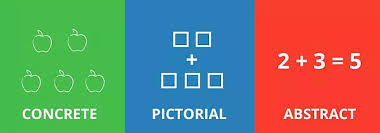 +
2 + 3 = 5
CONCRETE
PICTORIAL
ABSTRACT